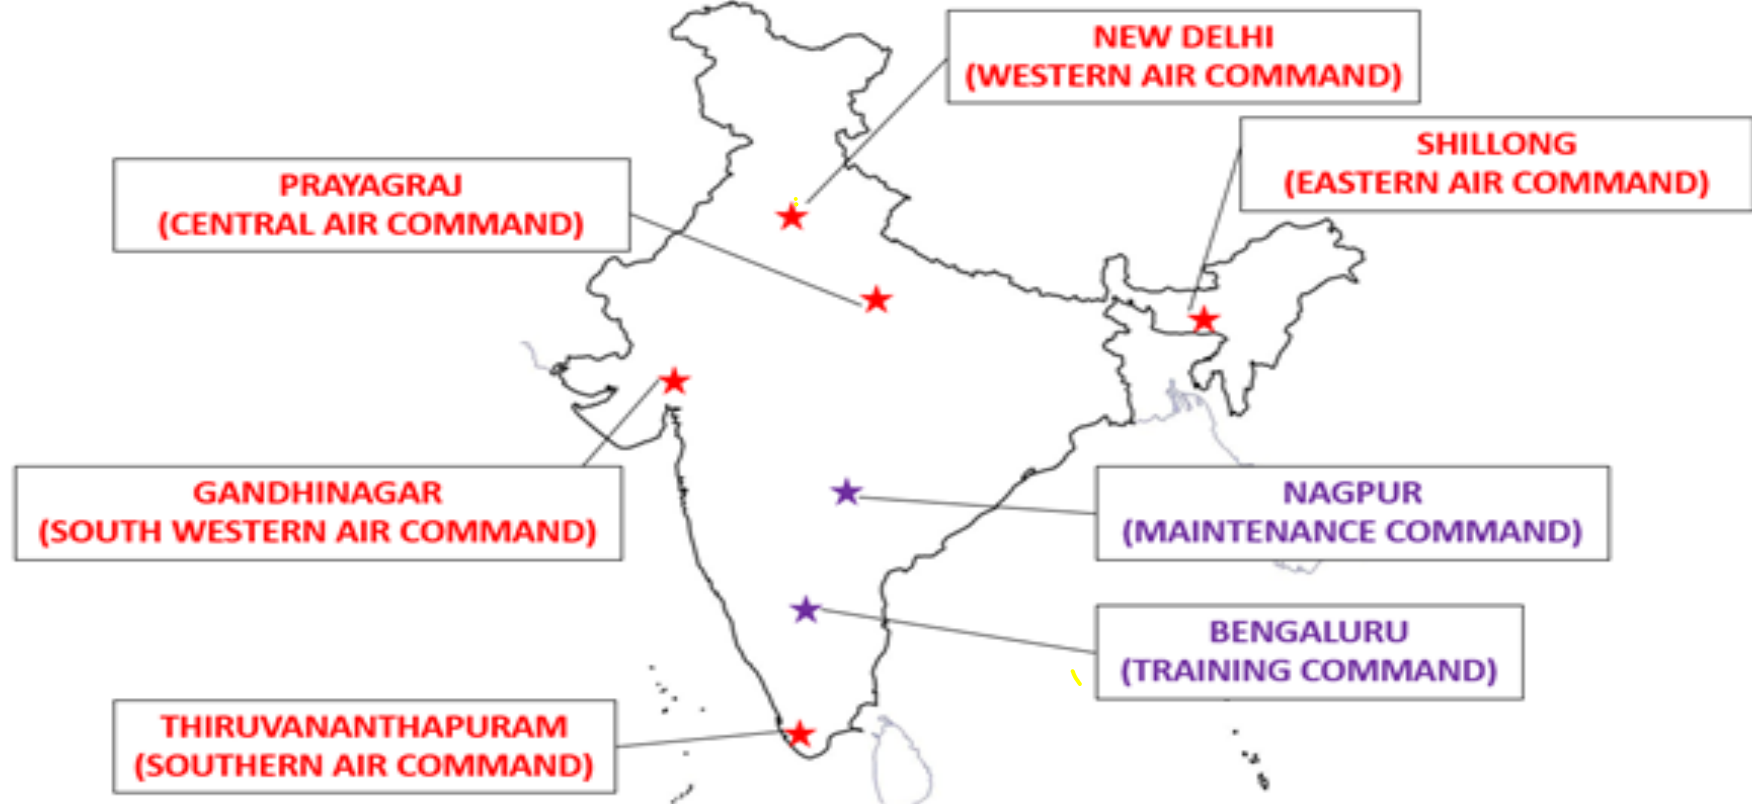 NEW DELHI
(WESTERN AIR COMMAND)
SHILLONG
(EASTERN AIR COMMAND)
PRAYAGRAJ
(CENTRAL AIR COMMAND)
GANDHINAGAR
(SOUTH WESTERN AIR COMMAND)
NAGPUR
(MAINTENANCE COMMAND)
BENGALURU
(TRAINING COMMAND)
THIRUVANANTHAPURAM
(SOUTHERN AIR COMMAND)